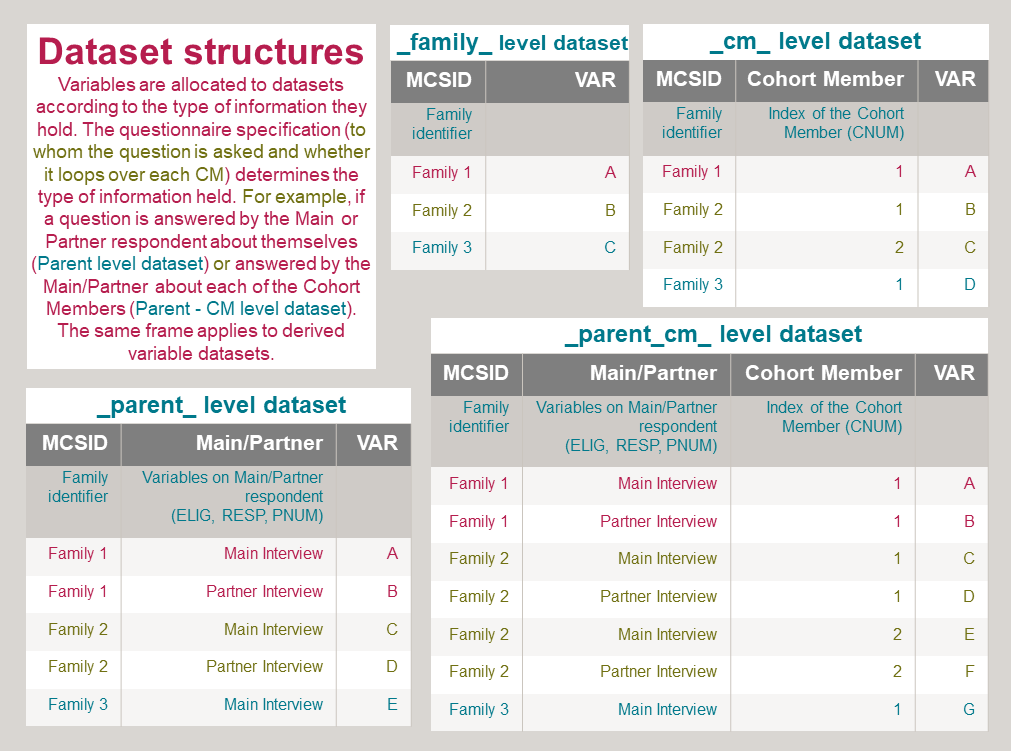 Dataset structures
Variables are allocated to datasets
according to the type of information they
hold. The questionnaire specification (to
whom the question is asked and whether
it loops over each CM) determines the
type of information held. For example, if
a question is answered by the Main or
Partner respondent about themselves
(Parent level dataset) or answered by the
Main/Partner about each of the Cohort
Members (Parent - CM level dataset).
The same frame applies to derived
variable datasets.
_family_ level dataset
MCSID VAR
Family
identifier
Family 1 A
Family 2 B
Family 3 C
_cm_ level dataset
MCSID Cohort Member VAR
Family Index of the Cohort
identifier Member (CNUM)
Family 1 1 A
Family 2 1 B
Family 2 2 C
Family 3 1 D
_parent_ level dataset
MCSID Main/Partner VAR
Family Variables on Main/Partner
identifier respondent
(ELIG, RESP, PNUM)
Family 1 Main Interview A
Family 1 Partner Interview B
Family 2 Main Interview C
Family 2 Partner Interview D
Family 3 Main Interview E
_parent_cm_ level dataset
MCSID Main/Partner Cohort Member VAR
Family Variables on Main/Partner Index of the Cohort
identifier respondent Member (CNUM)
(ELIG, RESP, PNUM)
Family 1 Main Interview 1 A
Family 1 Partner Interview 1 B
Family 2 Main Interview 1 C
Family 2 Partner Interview 1 D
Family 2 Main Interview 2 E
Family 2 Partner Interview 2 F
Family 3 Main Interview 1 G